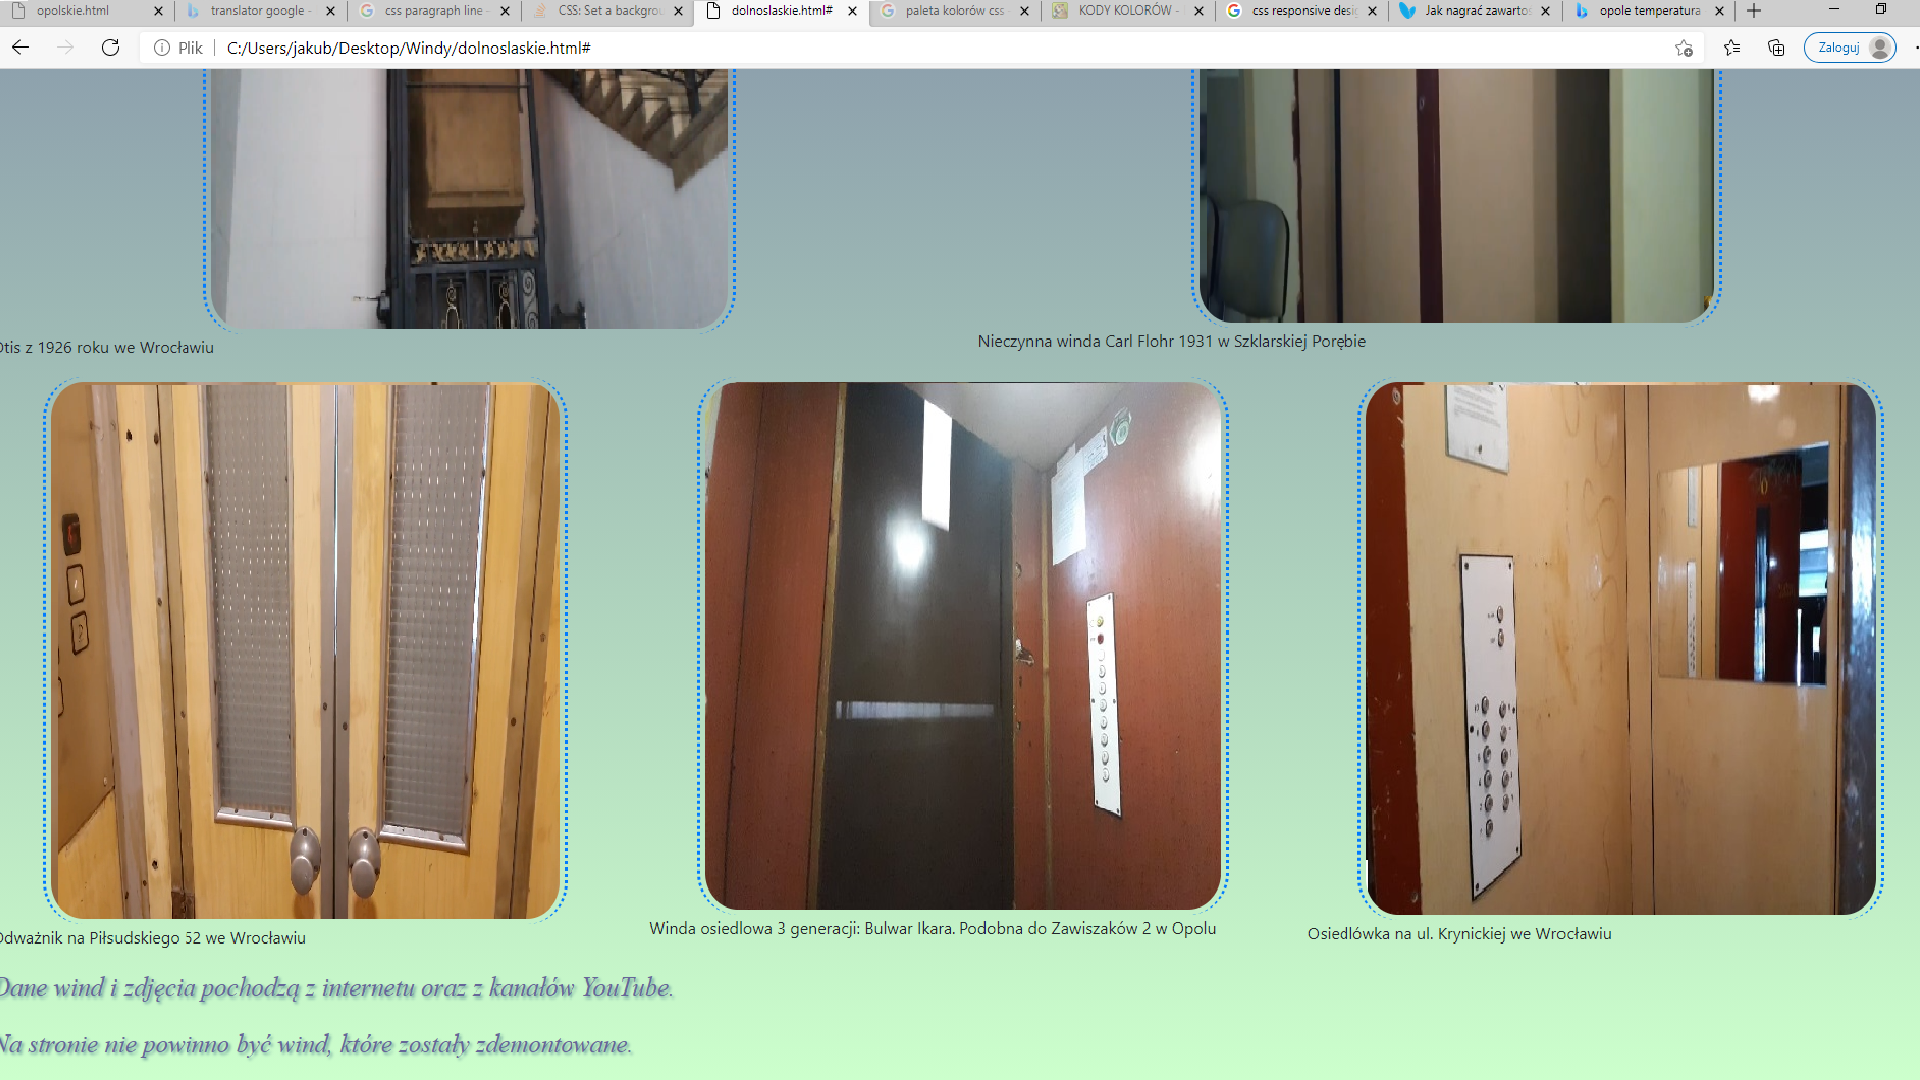 opolskie.html
translator google -
css paragraph line -
CSS: Set a backgrou
dolnoslaskie.html#
paleta kolorów css -
KODY KOLORÓW -
css responsive desi
Jak nagrać zawartoś
opole temperatura
Plik
C:/Users/jakub/Desktop/Windy/dolnoslaskie.html#
Zaloguj
Otis z 1926 roku we Wrocławiu
Nieczynna winda Carl Flohr 1931 w Szklarskiej Porębie
Odważnik na Piłsudskiego 52 we Wrocławiu
Winda osiedlowa 3 generacji: Bulwar Ikara. Podobna do Zawiszaków 2 w Opolu
Osiedlówka na ul. Krynickiej we Wrocławiu
Dane wind i zdjęcia pochodzą z internetu oraz z kanałów YouTube.
Na stronie nie powinno być wind, które zostały zdemontowane.